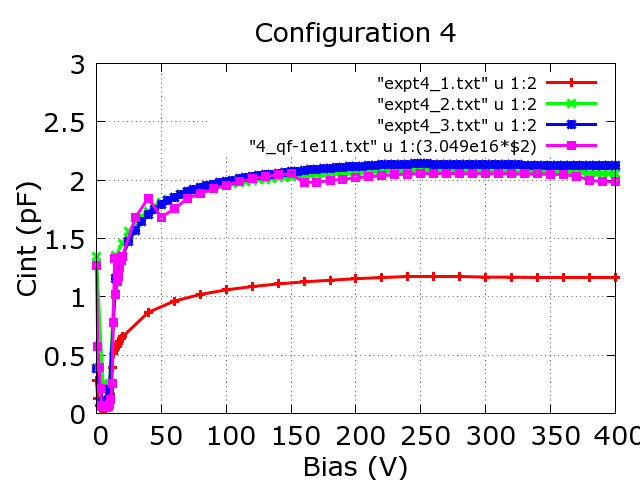 Configuration 4
"expt4_1.txt" u 1:2
"expt4_2.txt" u 1:2
"expt4_3.txt" u 1:2
"4_qf-1e11.txt" u 1:(3.049e16*$2)
3
2.5
2
1.5
1
0.5
0
Cint (pF)
0 50 100 150 200 250 300 350 400
Bias (V)